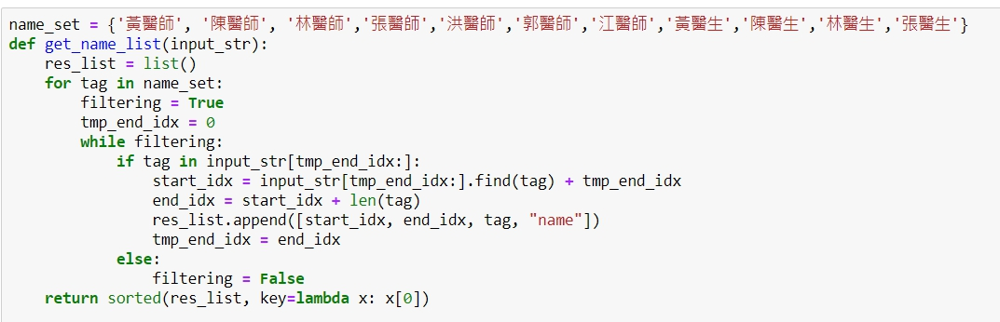 name_set = {'黃醫師', '陳醫師', '林醫師','張醫師','洪醫師','郭醫師','江醫師','黃醫生','陳醫生','林醫生','張醫生'}
def get_name_list(input_str):
    res_list = list()
    for tag in name_set:
        filtering = True
        tmp_end_idx = 0
        while filtering:
            if tag in input_str[tmp_end_idx:]:
                start_idx = input_str[tmp_end_idx:].find(tag) + tmp_end_idx
                end_idx = start_idx + len(tag)
                res_list.append([start_idx, end_idx, tag, "name"])
                tmp_end_idx = end_idx
            else:
                filtering = False
    return sorted(res_list, key=lambda x: x[0])